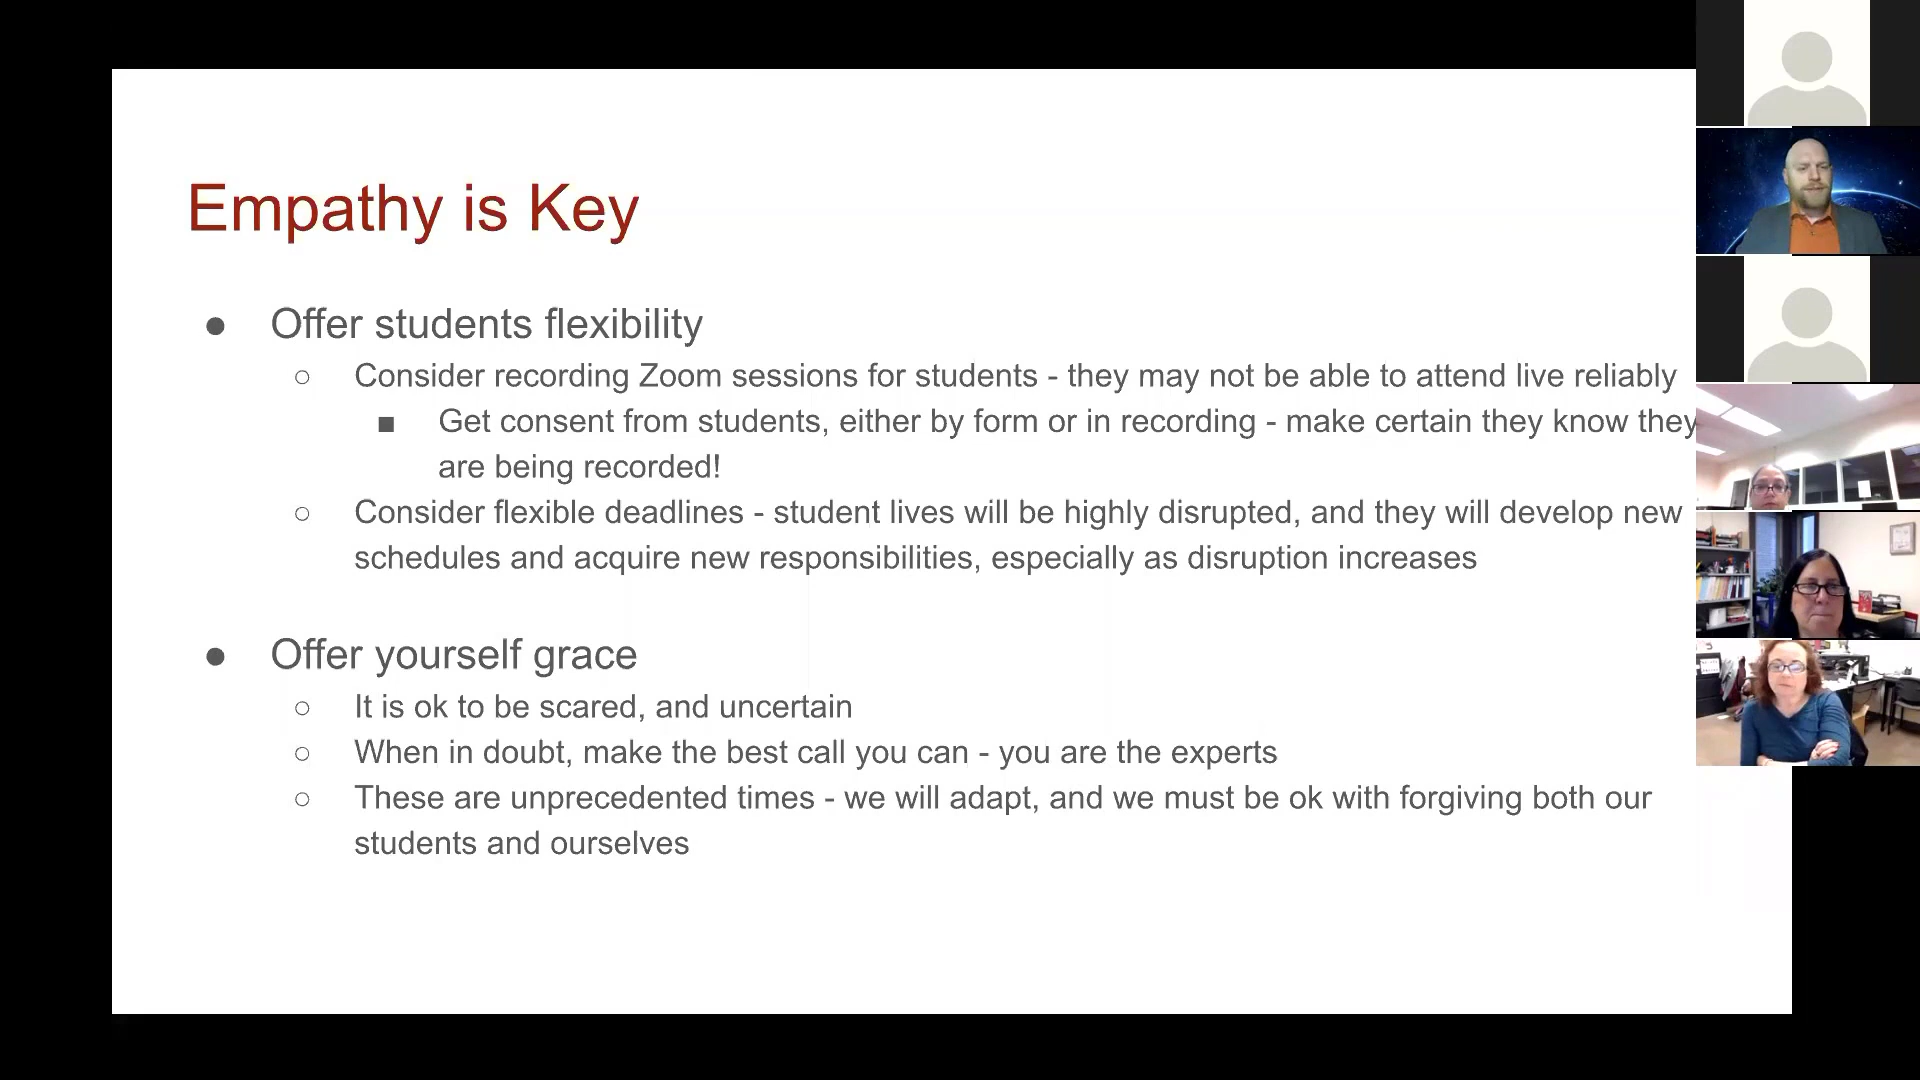 Empathy is Key
● Offer students flexibility
○ Consider recording Zoom sessions for students - they may not be able to attend live reliably
■ Get consent from students, either by form or in recording - make certain they know they
are being recorded!
○ Consider flexible deadlines - student lives will be highly disrupted, and they will develop new
schedules and acquire new responsibilities, especially as disruption increases
● Offer yourself grace
○ It is ok to be scared, and uncertain
○ When in doubt, make the best call you can - you are the experts
○ These are unprecedented times - we will adapt, and we must be ok with forgiving both our
students and ourselves